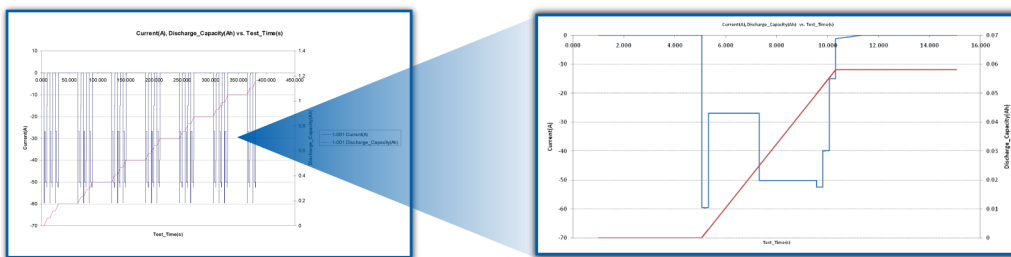 Current(A), Discharge_Capacity(Ah) vs. Test_Time(s)
10
0
-10
-20
-30
-40
-50
-60
-70
Current(A)
0.000 50.000 100.000 150.000 200.000 250.000 300.000 350.000 400.000 450.000
1.4
1.2
1
0.8
0.6
0.4
0.2
0
Discharge_Capacity(Ah)
1-001 Current(A)
1-001 Discharge_Capacity(Ah)
Test_Time(s)
Current(A),Discharge_Capacity(Ah) vs. Test_Time(s)
0
-10
-20
-30
-40
-50
-60
-70
Current(A)
0.000 2.000 4.000 6.000 8.000 10.000 12.000 14.000 16.000
0.07
0.06
0.05
0.04
0.03
0.02
0.01
0
Discharge_Capacity(Ah)
Test_Time(s)